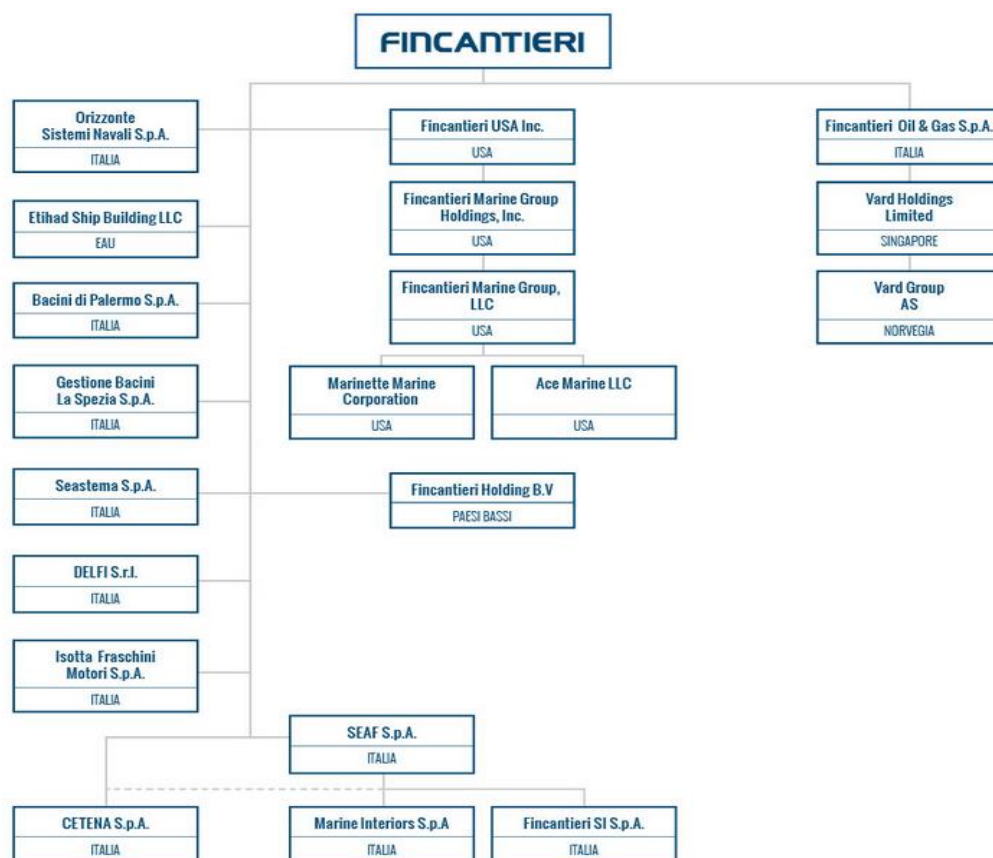 FINCANTIERI
Orizzonte
Sistemi Navali S.p.A.
ITALIA
Fincantieri USA Inc.
USA
Fincantieri Oil & Gas S.p.A.
ITALIA
Etihad Ship Building LLC
EAU
Fincantieri Marine Group
Holdings, Inc.
USA
Vard Holdings
Limited
SINGAPORE
Bacini di Palermo S.p.A.
ITALIA
Fincantieri Marine Group,
LLC
USA
Vard Group
AS
NORVEGIA
Gestione Bacini
La Spezia S.p.A.
ITALIA
Marinette Marine
Corporation
USA
Ace Marine LLC
USA
Seastema S.p.A.
ITALIA
Fincantieri Holding B.V
PAESI BASSI
DELFI S.r.l.
ITALIA
Isotta Fraschini
Motori S.p.A.
ITALIA
SEAF S.p.A.
ITALIA
CETENA S.p.A.
ITALIA
Marine Interiors S.p.A
ITALIA
Fincantieri SI S.p.A.
ITALIA